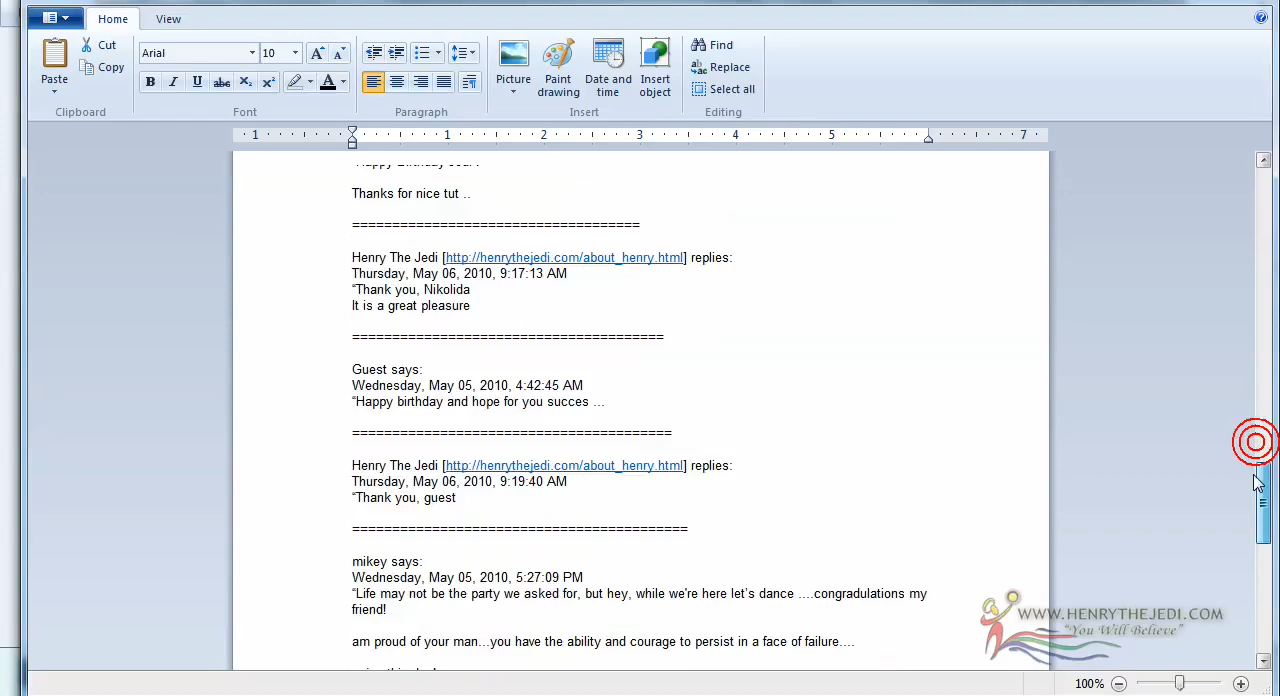 Home View
Cut
Copy
Paste
Arial 10
Picture
Paint drawing
Date and time
Insert object
Find
Replace
Select all
Clipboard Font Paragraph Insert Editing
1 1 2 3 4 5 7
Thanks for nice tut ..
====================================
Henry The Jedi [http://henrythejedi.com/about_henry.html] replies:
Thursday, May 06, 2010, 9:17:13 AM
“Thank you, Nikolida
It is a great pleasure
=======================================
Guest says:
Wednesday, May 05, 2010, 4:42:45 AM
“Happy birthday and hope for you succes …
========================================
Henry The Jedi [http://henrythejedi.com/about_henry.html] replies:
Thursday, May 06, 2010, 9:19:40 AM
“Thank you, guest
==========================================
mikey says:
Wednesday, May 05, 2010, 5:27:09 PM
“Life may not be the party we asked for, but hey, while we're here let’s dance ….congradulations my
friend!
am proud of your man…you have the ability and courage to persist in a face of failure….
WWW.HENRYTHEJEDI.COM
“You Will Believe”
100%